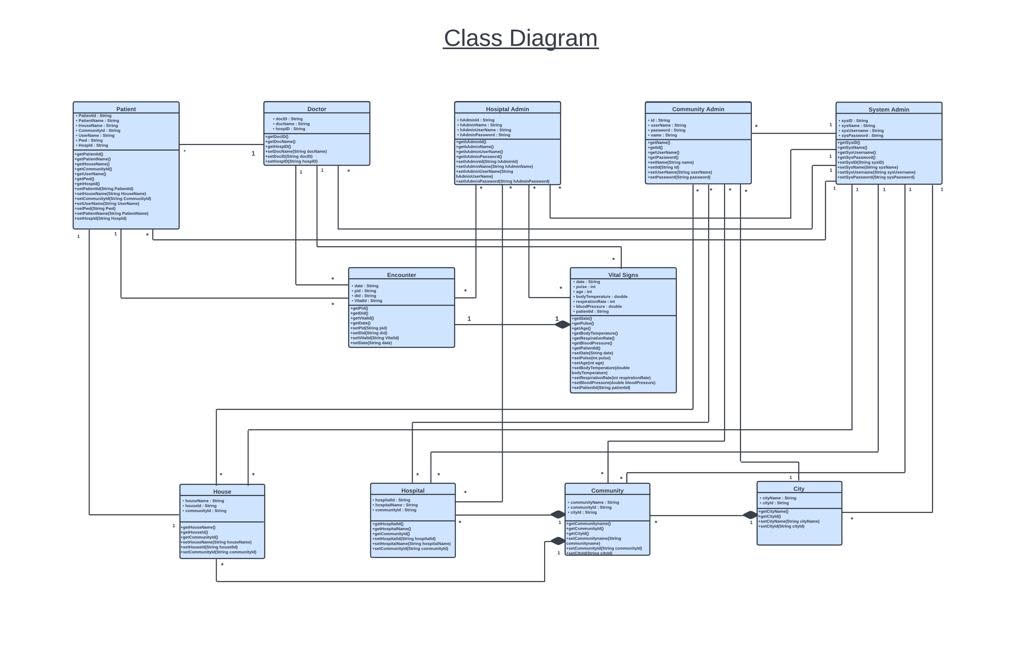 Class Diagram
Patient
• PatientId : String
• PatientName : String
• HouseName : String
• CommunityId : String
• UserName : String
• Pwd : String
• HospId : String
+getPatientId()
+getPatientName()
+getHouseName()
+getCommunityId()
+getUserName()
+getPwd()
+getHospId()
+setPatientId(String PatientId)
+setHouseName(String HouseName)
+setCommunityId(String CommunityId)
+setUserName(String UserName)
+setPwd(String Pwd)
+setPatientName(String PatientName)
+setHospId(String HospId)
Doctor
• docID : String
• docName : String
• hospID : String
+getDocID()
+getDocName()
+getHospID()
+setDocName(String docName)
+setDocID(String docID)
+setHospID(String hospID)
Hosiptal Admin
• hAdminId : String
• hAdminName : String
• hAdminUserName : String
• hAdminPassword : String
+getAdminId()
+getAdminName()
+getAdminUserName()
+getAdminPassword()
+setAdminId(String hAdminId)
+setAdminName(String hAdminName)
+setAdminUserName(String
hAdminUserName)
+setAdminPassword(String hAdminPassword)
Community Admin
• id : String
• userName : String
• password : String
• name : String
+getName()
+getId()
+getUserName()
+getPassword()
+setName(String name)
+setId(String id)
+setUserName(String userName)
+setPassword(String password)
System Admin
• sysID : String
• sysName : String
• sysUsername : String
• sysPassword : String
+getSysID()
+getSysName()
+getSysUsername()
+getSysPassword()
+setSysID(String sysID)
+setSysName(String sysName)
+setSysUsername(String sysUsername)
+setSysPassword(String sysPassword)
* 1
1 1 *
* * * * *
* * * *
* 1
1
1
1 1 1 1 1
1 1 *
Encounter
• date : String
• pid : String
• did : String
• VitalId : String
+getPid()
+getDid()
+getVitalId()
+getDate()
+setPid(String pid)
+setDid(String did)
+setVitalId(String VitalId)
+setDate(String date)
* * *
1 1
Vital Signs
• date : String
• pulse : int
• age : int
• bodyTemperature : double
• respirationRate : int
• bloodPressure : double
• patientId : String
+getDate()
+getPulse()
+getAge()
+getBodyTemperature()
+getRespirationRate()
+getBloodPressure()
+getPatientId()
+setDate(String date)
+setPulse(int pulse)
+setAge(int age)
+setBodyTemperature(double
bodyTemperature)
+setRespirationRate(int respirationRate)
+setBloodPressure(double bloodPressure)
+setPatientId(String patientId)
* *
House
• houseName : String
• houseId : String
• communityId : String
+getHouseName()
+getHouseId()
+getCommunityId()
+setHouseName(String houseName)
+setHouseId(String houseId)
+setCommunityId(String communityId)
* *
1
*
Hospital
• hospitalId : String
• hospitalName : String
• communityId : String
+getHospitalId()
+getHospitalName()
+getCommunityId()
+setHospitalId(String hospitalId)
+setHospitalName(String hospitalName)
+setCommunityId(String communityId)
* * *
* 1
1
Community
• communityName : String
• communityId : String
• cityId : String
+getCommunityname()
+getCommunityId()
+getCityId()
+setCommunityname(String
communityname)
+setCommunityId(String communityId)
+setCityId(String cityId)
* *
* 1
City
• cityName : String
• cityId : String
+getCityName()
+getCityId()
+setCityName(String cityName)
+setCityId(String cityId)
1
*